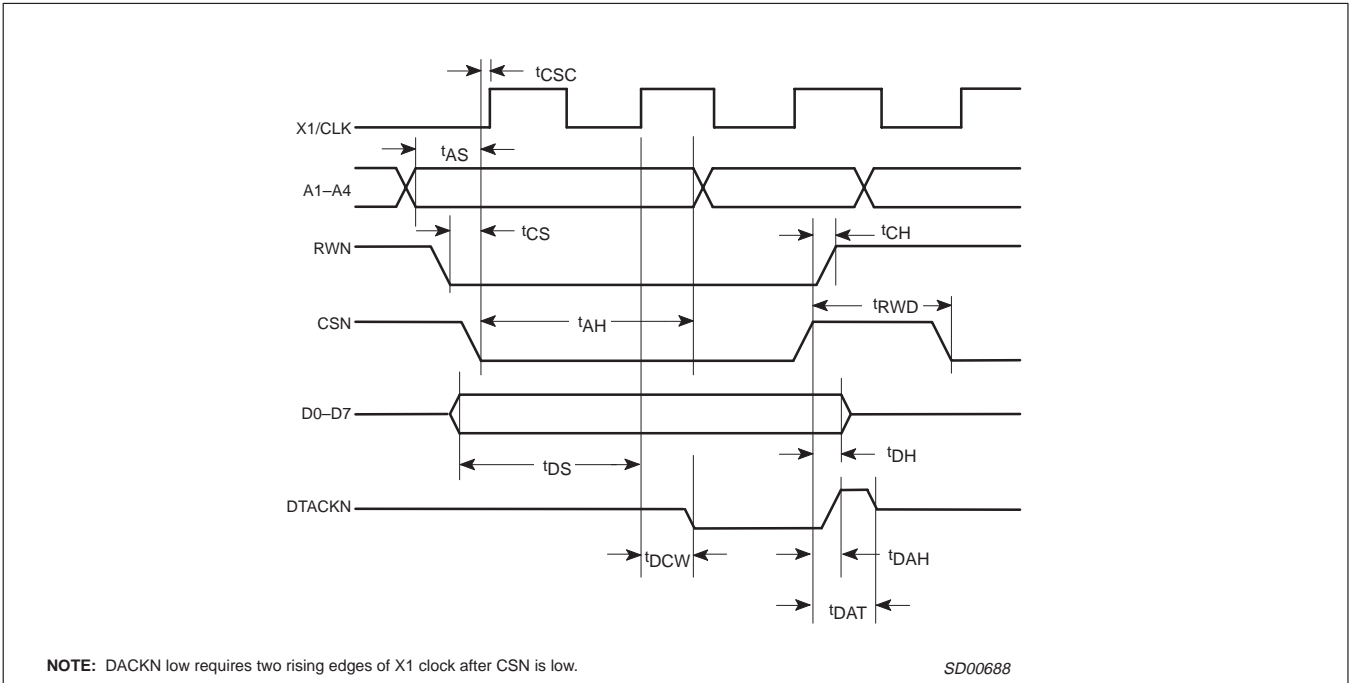 tCSC
X1/CLK
tAS
A1–A4
tCS
tCH
RWN
tRWD
CSN
tAH
D0–D7
tDH
tDS
DTACKN
tDCW
tDAH
tDAT
NOTE: DACKN low requires two rising edges of X1 clock after CSN is low.
SD00688